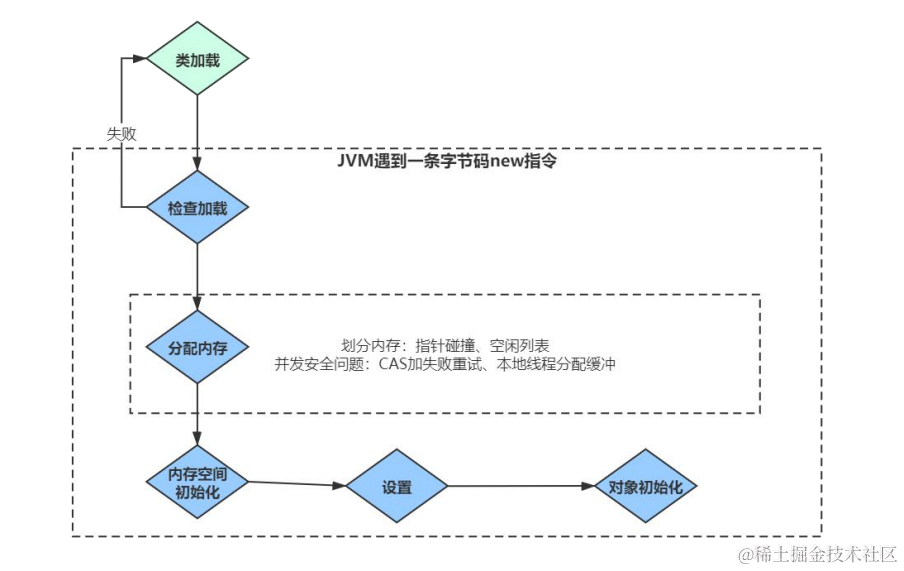 类加载
失败
JVM遇到一条字节码new指令
检查加载
分配内存
划分内存：指针碰撞、空闲列表
并发安全问题：CAS加失败重试、本地线程分配缓冲
内存空间
初始化
设置
对象初始化
@稀土掘金技术社区